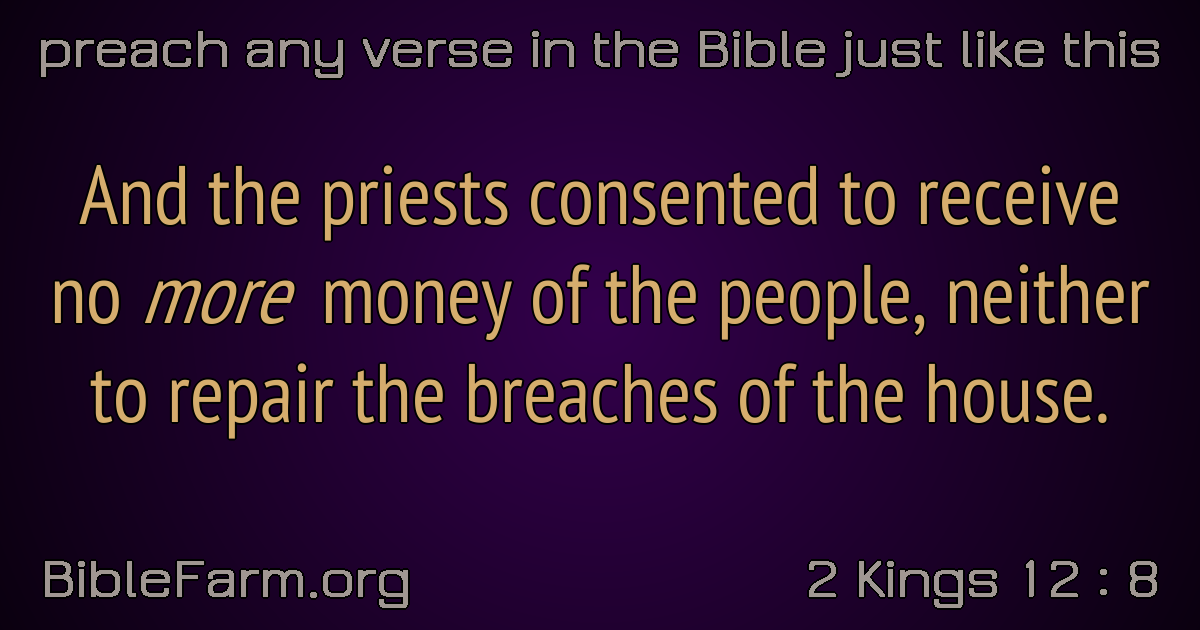 preach any verse in the Bible just like this
And the priests consented to receive
no more money of the people, neither
to repair the breaches of the house.
BibleFarm.org
2 Kings 12 : 8